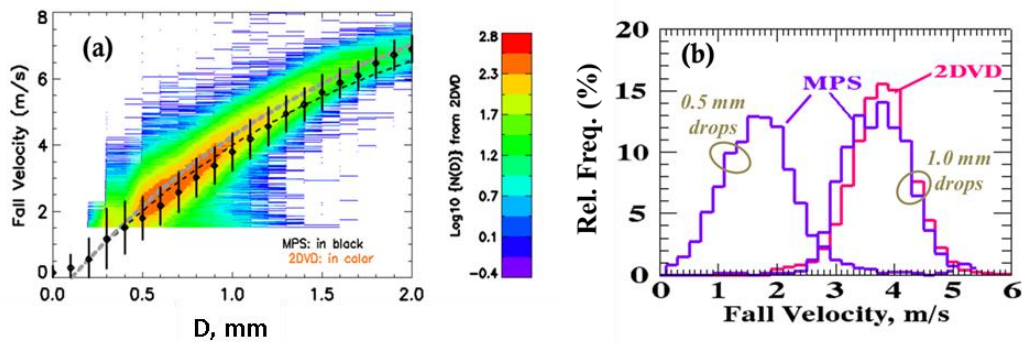 (a)
Fall Velocity (m/s)
8
6
4
2
0
0.0
0.5
1.0
1.5
2.0
D, mm
MPS: in black
2DVD: in color
Log10 {N(D)} from 2DVD
2.8
2.3
1.7
1.2
0.7
0.1
−0.4
(b)
Rel. Freq. (%)
20
15
10
5
0
0 1 2 3 4 5 6
Fall Velocity, m/s
MPS
2DVD
0.5 mm
drops
1.0 mm
drops